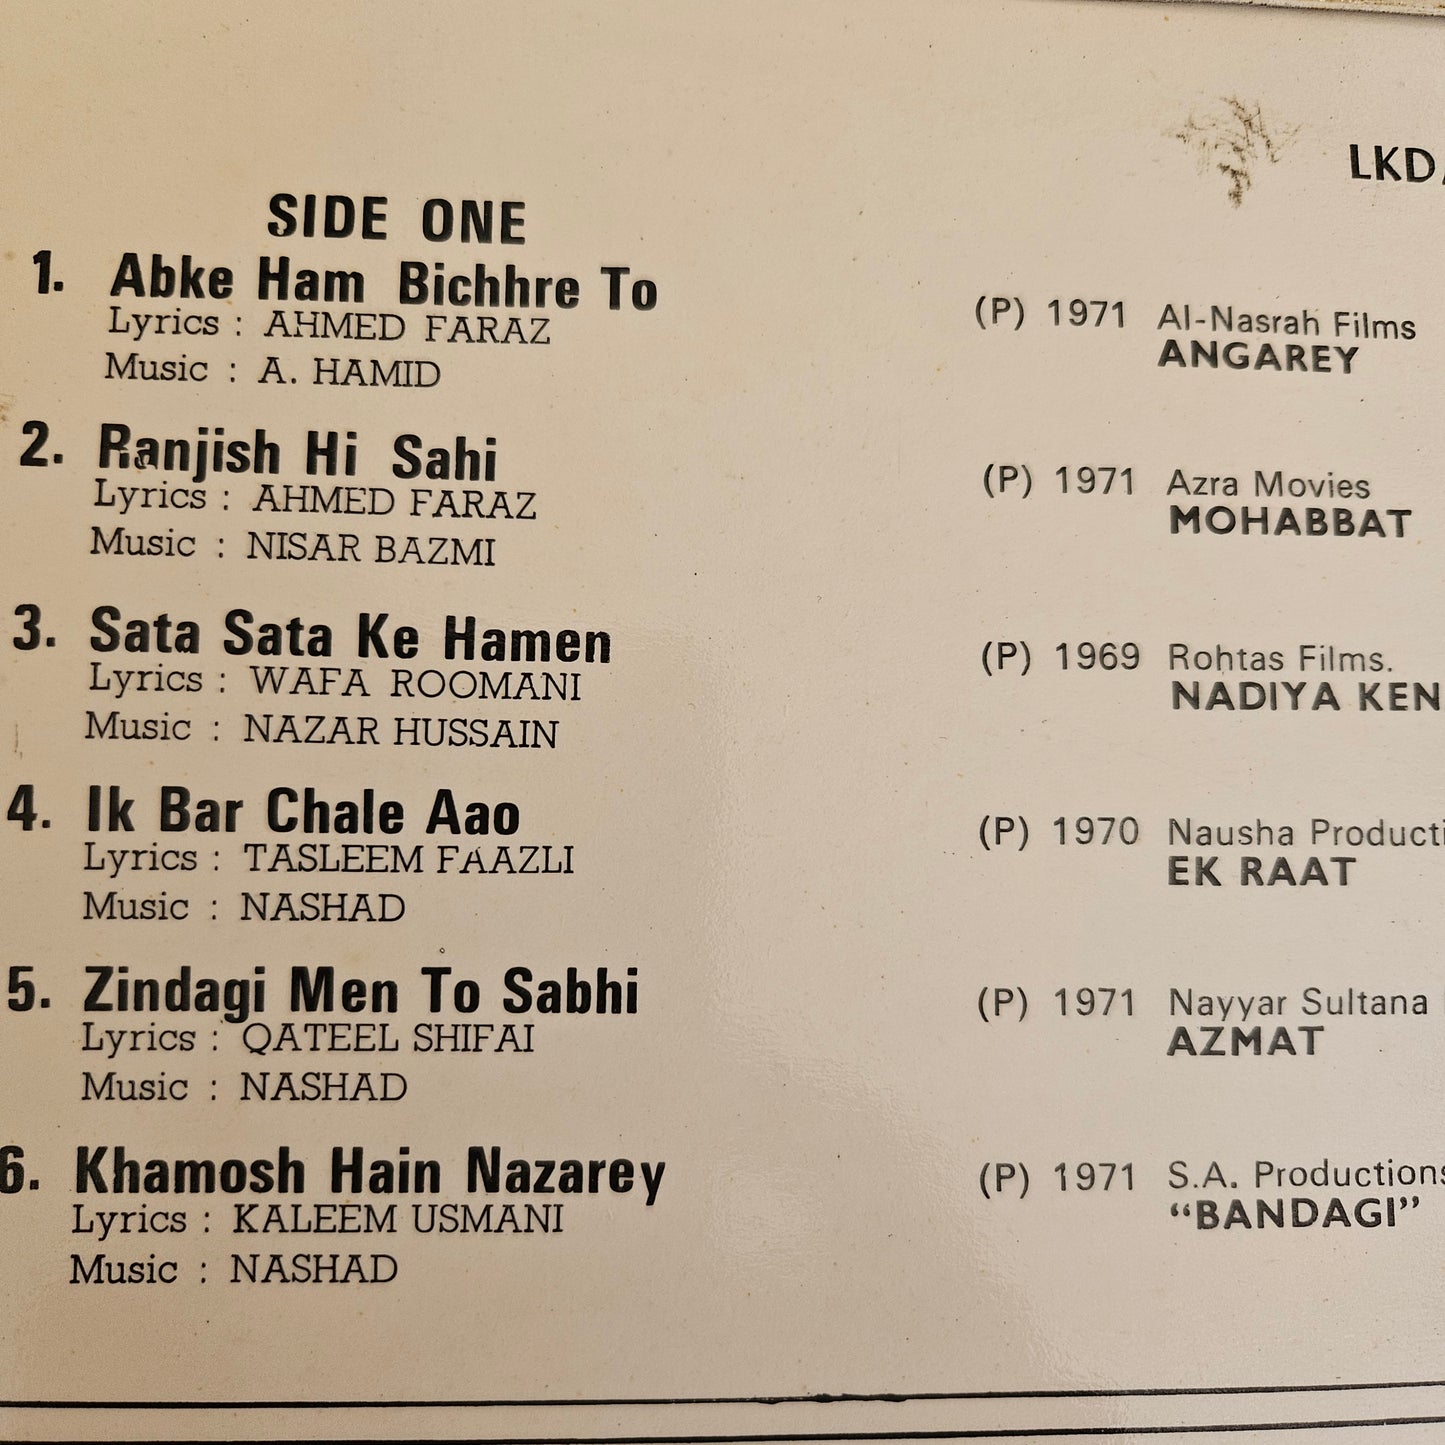 LKD
SIDE ONE
1. Abke Ham Bichhre To
Lyrics : AHMED FARAZ
Music : A. HAMID
(P) 1971 Al-Nasrah Films
ANGAREY
2. Ranjish Hi Sahi
Lyrics : AHMED FARAZ
Music : NISAR BAZMI
(P) 1971 Azra Movies
MOHABBAT
3. Sata Sata Ke Hamen
Lyrics : WAFA ROOMANI
Music : NAZAR HUSSAIN
(P) 1969 Rohtas Films.
NADIYA KEN
4. Ik Bar Chale Aao
Lyrics : TASLEEM FAAZLI
Music : NASHAD
(P) 1970 Nausha Producti
EK RAAT
5. Zindagi Men To Sabhi
Lyrics : QATEEL SHIFAI
Music : NASHAD
(P) 1971 Nayyar Sultana
AZMAT
6. Khamosh Hain Nazarey
Lyrics : KALEEM USMANI
Music : NASHAD
(P) 1971 S.A. Productions
“BANDAGI”